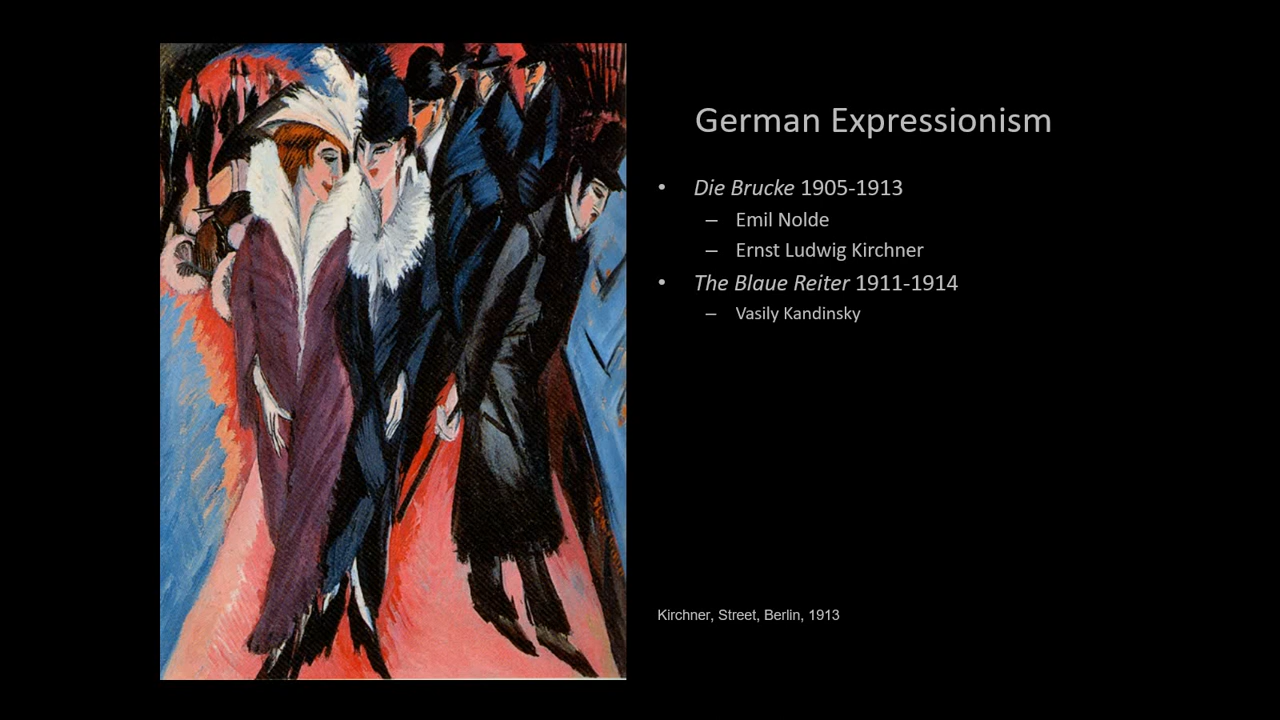 German Expressionism
• Die Brucke 1905-1913
– Emil Nolde
– Ernst Ludwig Kirchner
• The Blaue Reiter 1911-1914
– Vasily Kandinsky
Kirchner, Street, Berlin, 1913